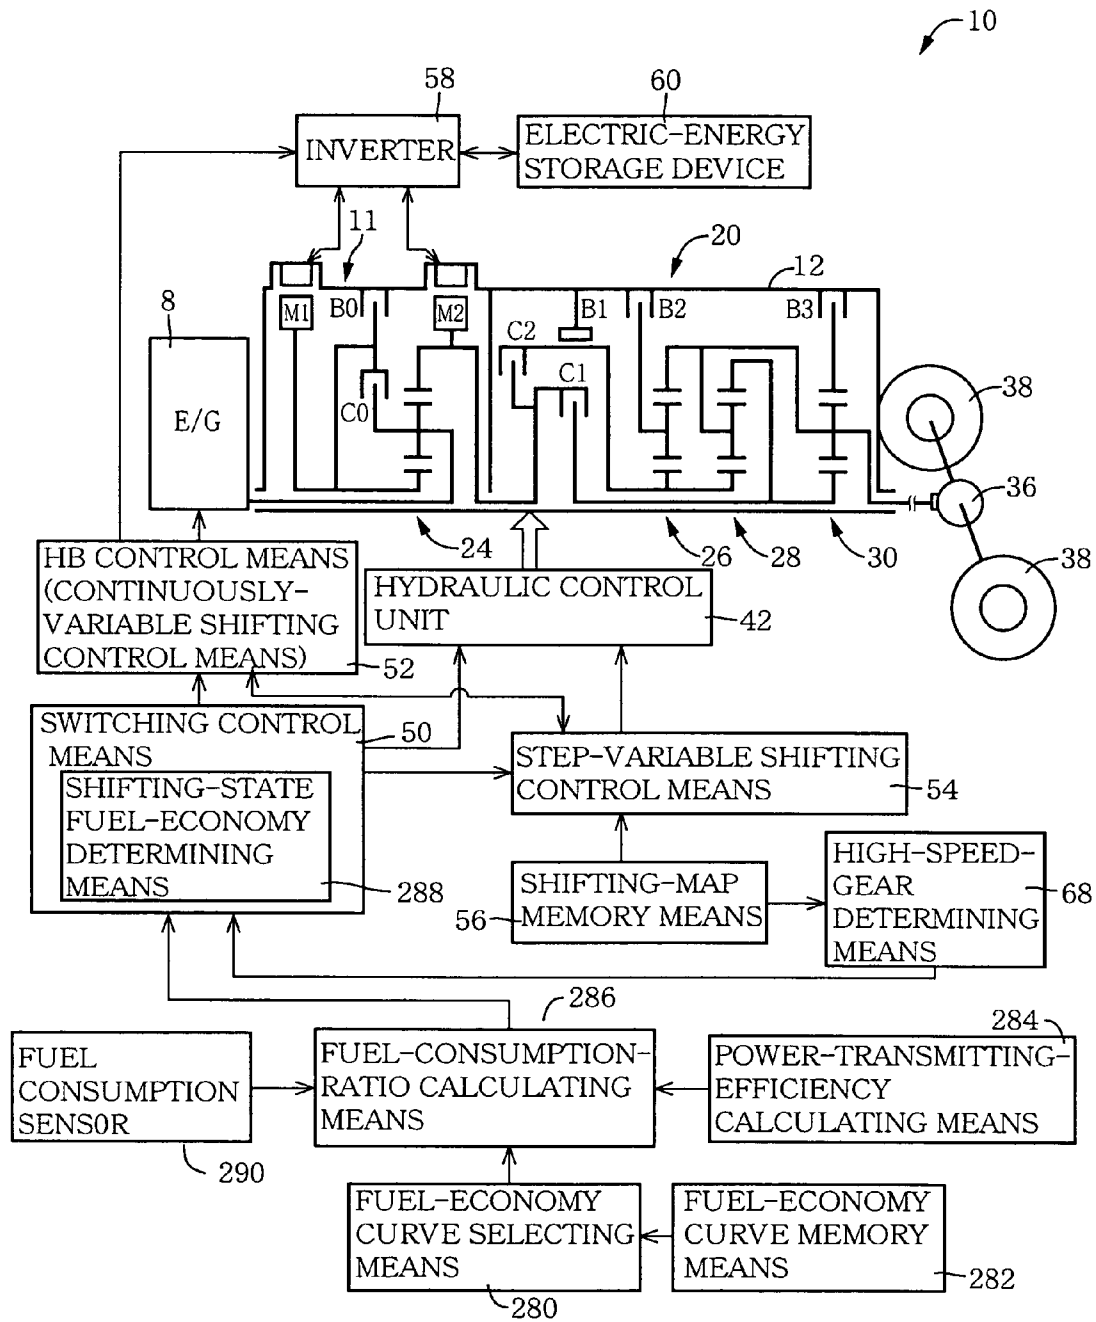 10
58
60
INVERTER
ELECTRIC-ENERGY
STORAGE DEVICE
11
20
12
8
M1
B0
M2
C2
B1
B2
B3
C1
E/G
C0
38
36
24
26
28
30
38
HB CONTROL MEANS
(CONTINUOUSLY-
VARIABLE SHIFTING
CONTROL MEANS)
52
HYDRAULIC CONTROL
UNIT
42
SWITCHING CONTROL
MEANS
50
SHIFTING-STATE
FUEL-ECONOMY
DETERMINING
MEANS
288
STEP-VARIABLE SHIFTING
CONTROL MEANS
54
SHIFTING-MAP
MEMORY MEANS
56
HIGH-SPEED-
GEAR
DETERMINING
MEANS
68
286
284
FUEL
CONSUMPTION
SENSOR
290
FUEL-CONSUMPTION-
RATIO CALCULATING
MEANS
POWER-TRANSMITTING-
EFFICIENCY
CALCULATING MEANS
FUEL-ECONOMY
CURVE SELECTING
MEANS
280
FUEL-ECONOMY
CURVE MEMORY
MEANS
282